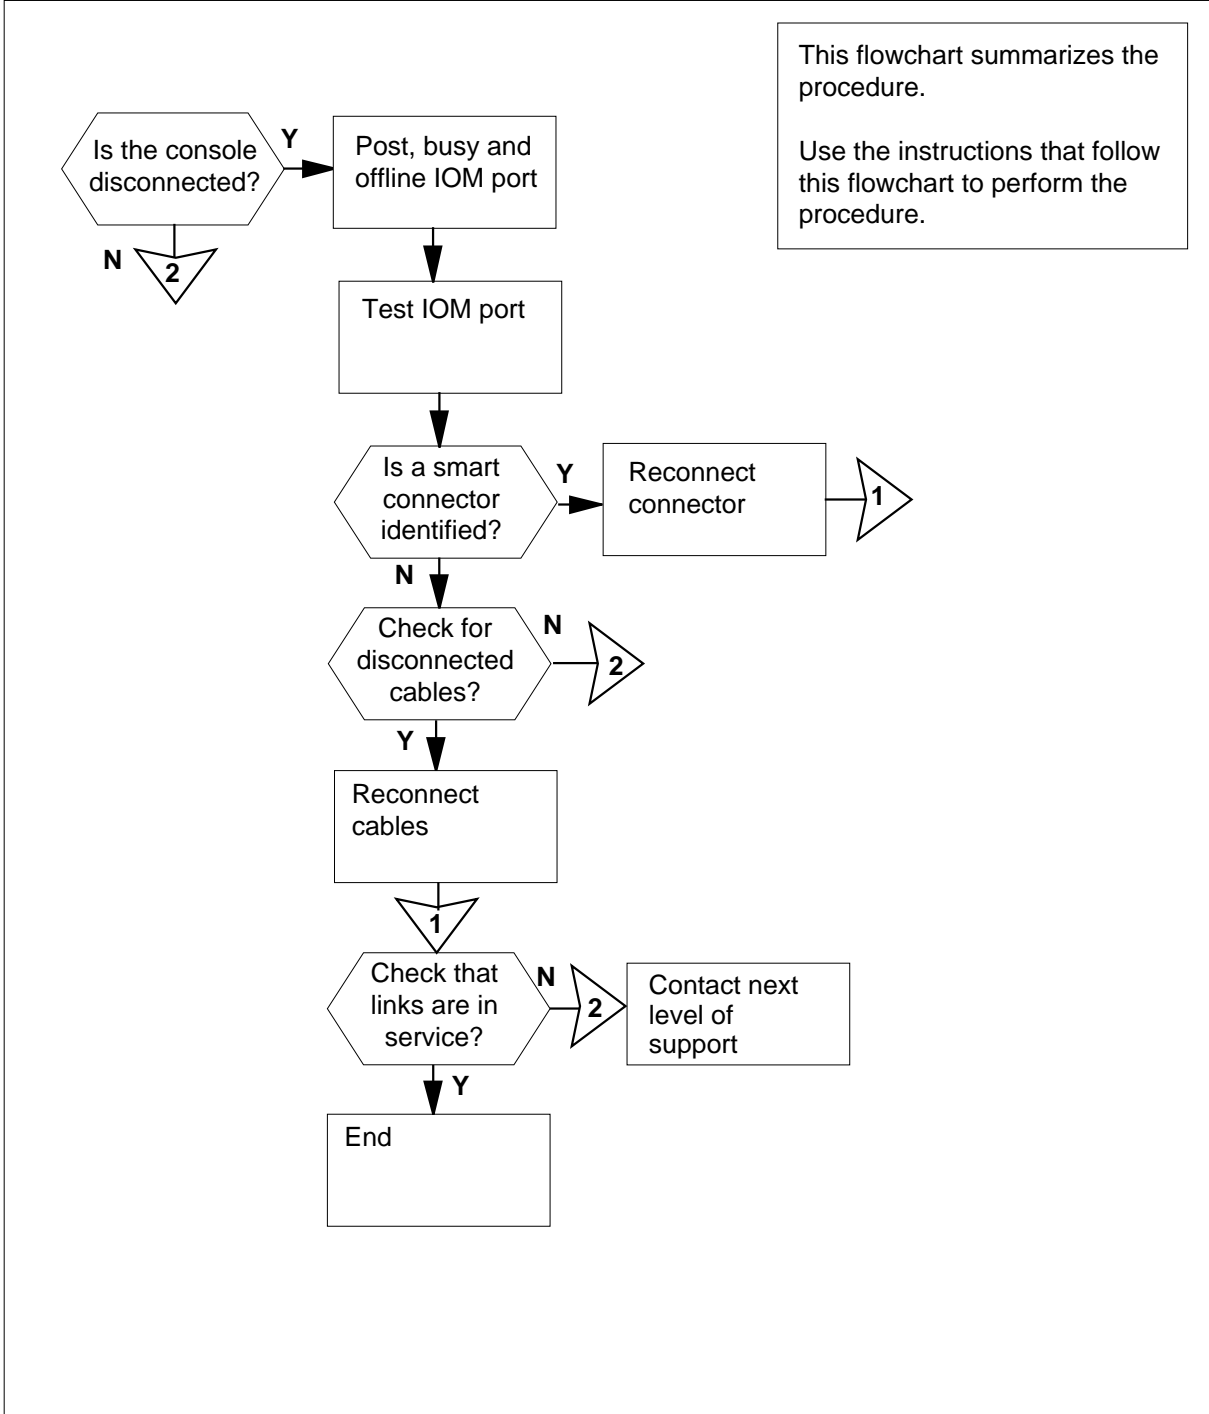 This flowchart summarizes the
procedure.
Use the instructions that follow
this flowchart to perform the
procedure.
Is the console
disconnected?
Y
Post, busy and
offline IOM port
N
2
Test IOM port
Is a smart
connector
identified?
Y
Reconnect
connector
1
N
Check for
disconnected
cables?
N
2
Y
Reconnect
cables
1
Check that
links are in
service?
N
2
Contact next
level of
support
Y
End